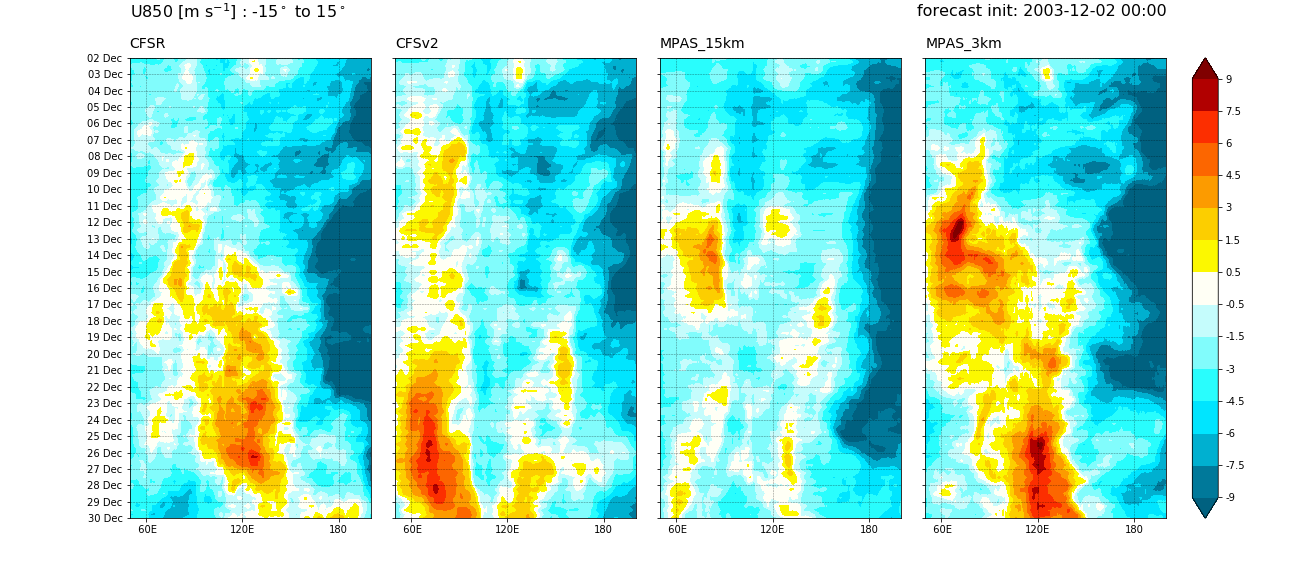 U850 [m s⁻¹] : -15° to 15°
forecast init: 2003-12-02 00:00
CFSR
CFSv2
MPAS_15km
MPAS_3km
02 Dec
03 Dec
04 Dec
05 Dec
06 Dec
07 Dec
08 Dec
09 Dec
10 Dec
11 Dec
12 Dec
13 Dec
14 Dec
15 Dec
16 Dec
17 Dec
18 Dec
19 Dec
20 Dec
21 Dec
22 Dec
23 Dec
24 Dec
25 Dec
26 Dec
27 Dec
28 Dec
29 Dec
30 Dec
60E 120E 180
60E 120E 180
60E 120E 180
60E 120E 180
9
7.5
6
4.5
3
1.5
0.5
-0.5
-1.5
-3
-4.5
-6
-7.5
-9